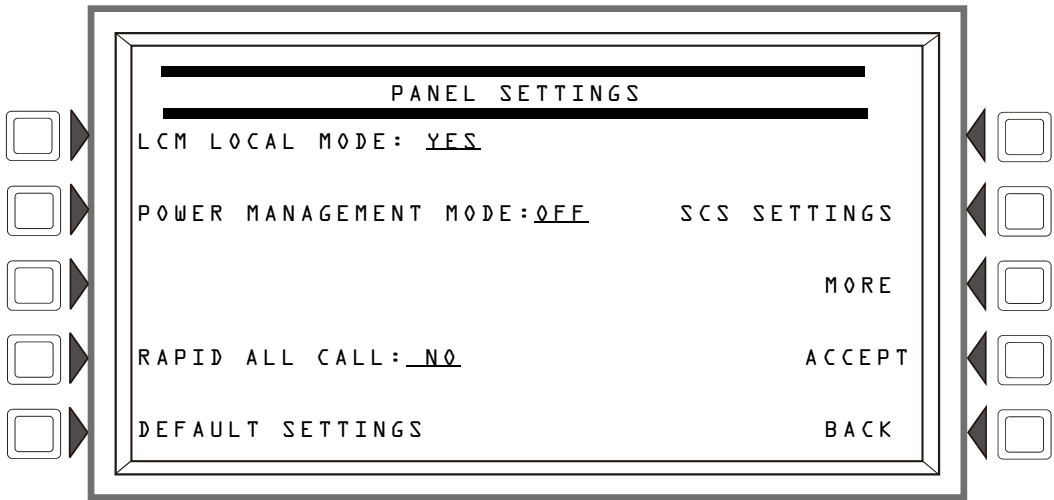 PANEL SETTINGS
LCM LOCAL MODE: YES
POWER MANAGEMENT MODE:OFF SCS SETTINGS
MORE
RAPID ALL CALL: NO ACCEPT
DEFAULT SETTINGS BACK